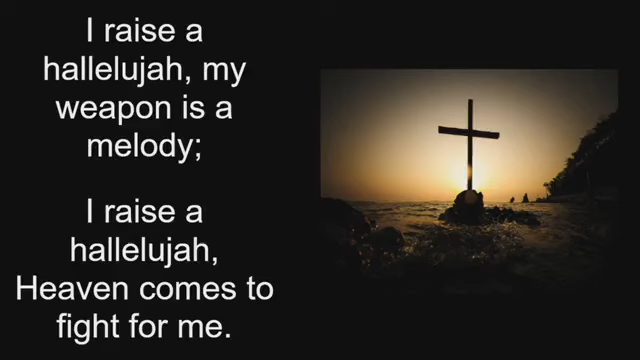 I raise a
hallelujah, my
weapon is a
melody;
I raise a
hallelujah,
Heaven comes to
fight for me.